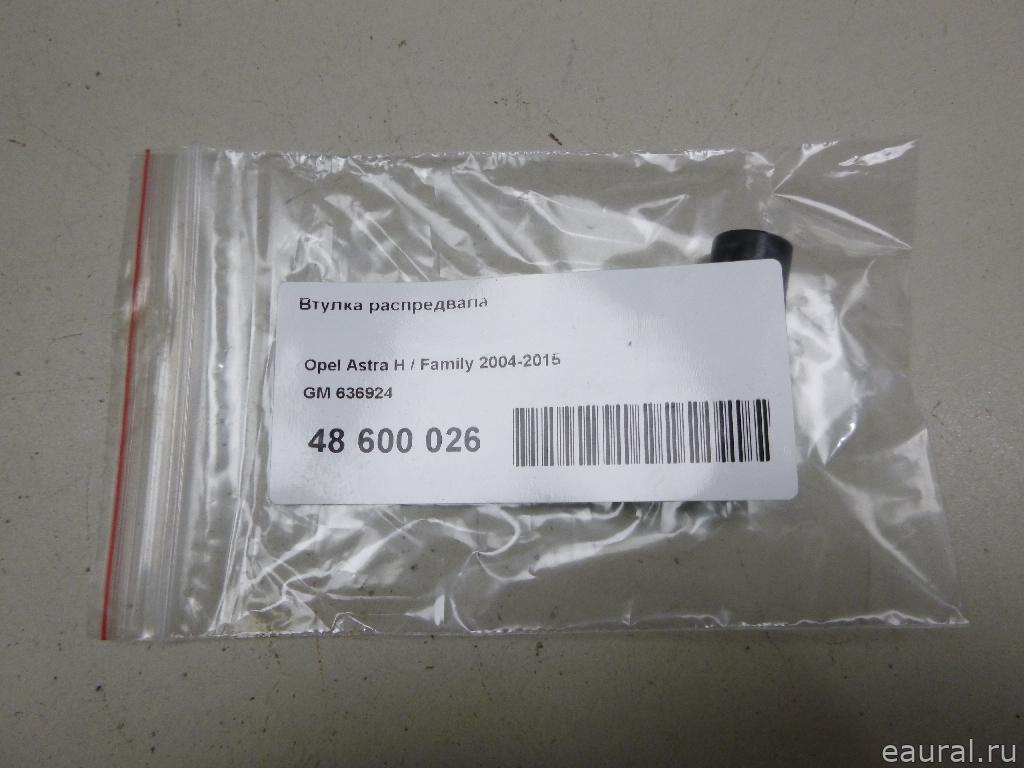 Втулка распредвала
Opel Astra H / Family 2004-2015
GM 636924
48 600 026
eaural.ru